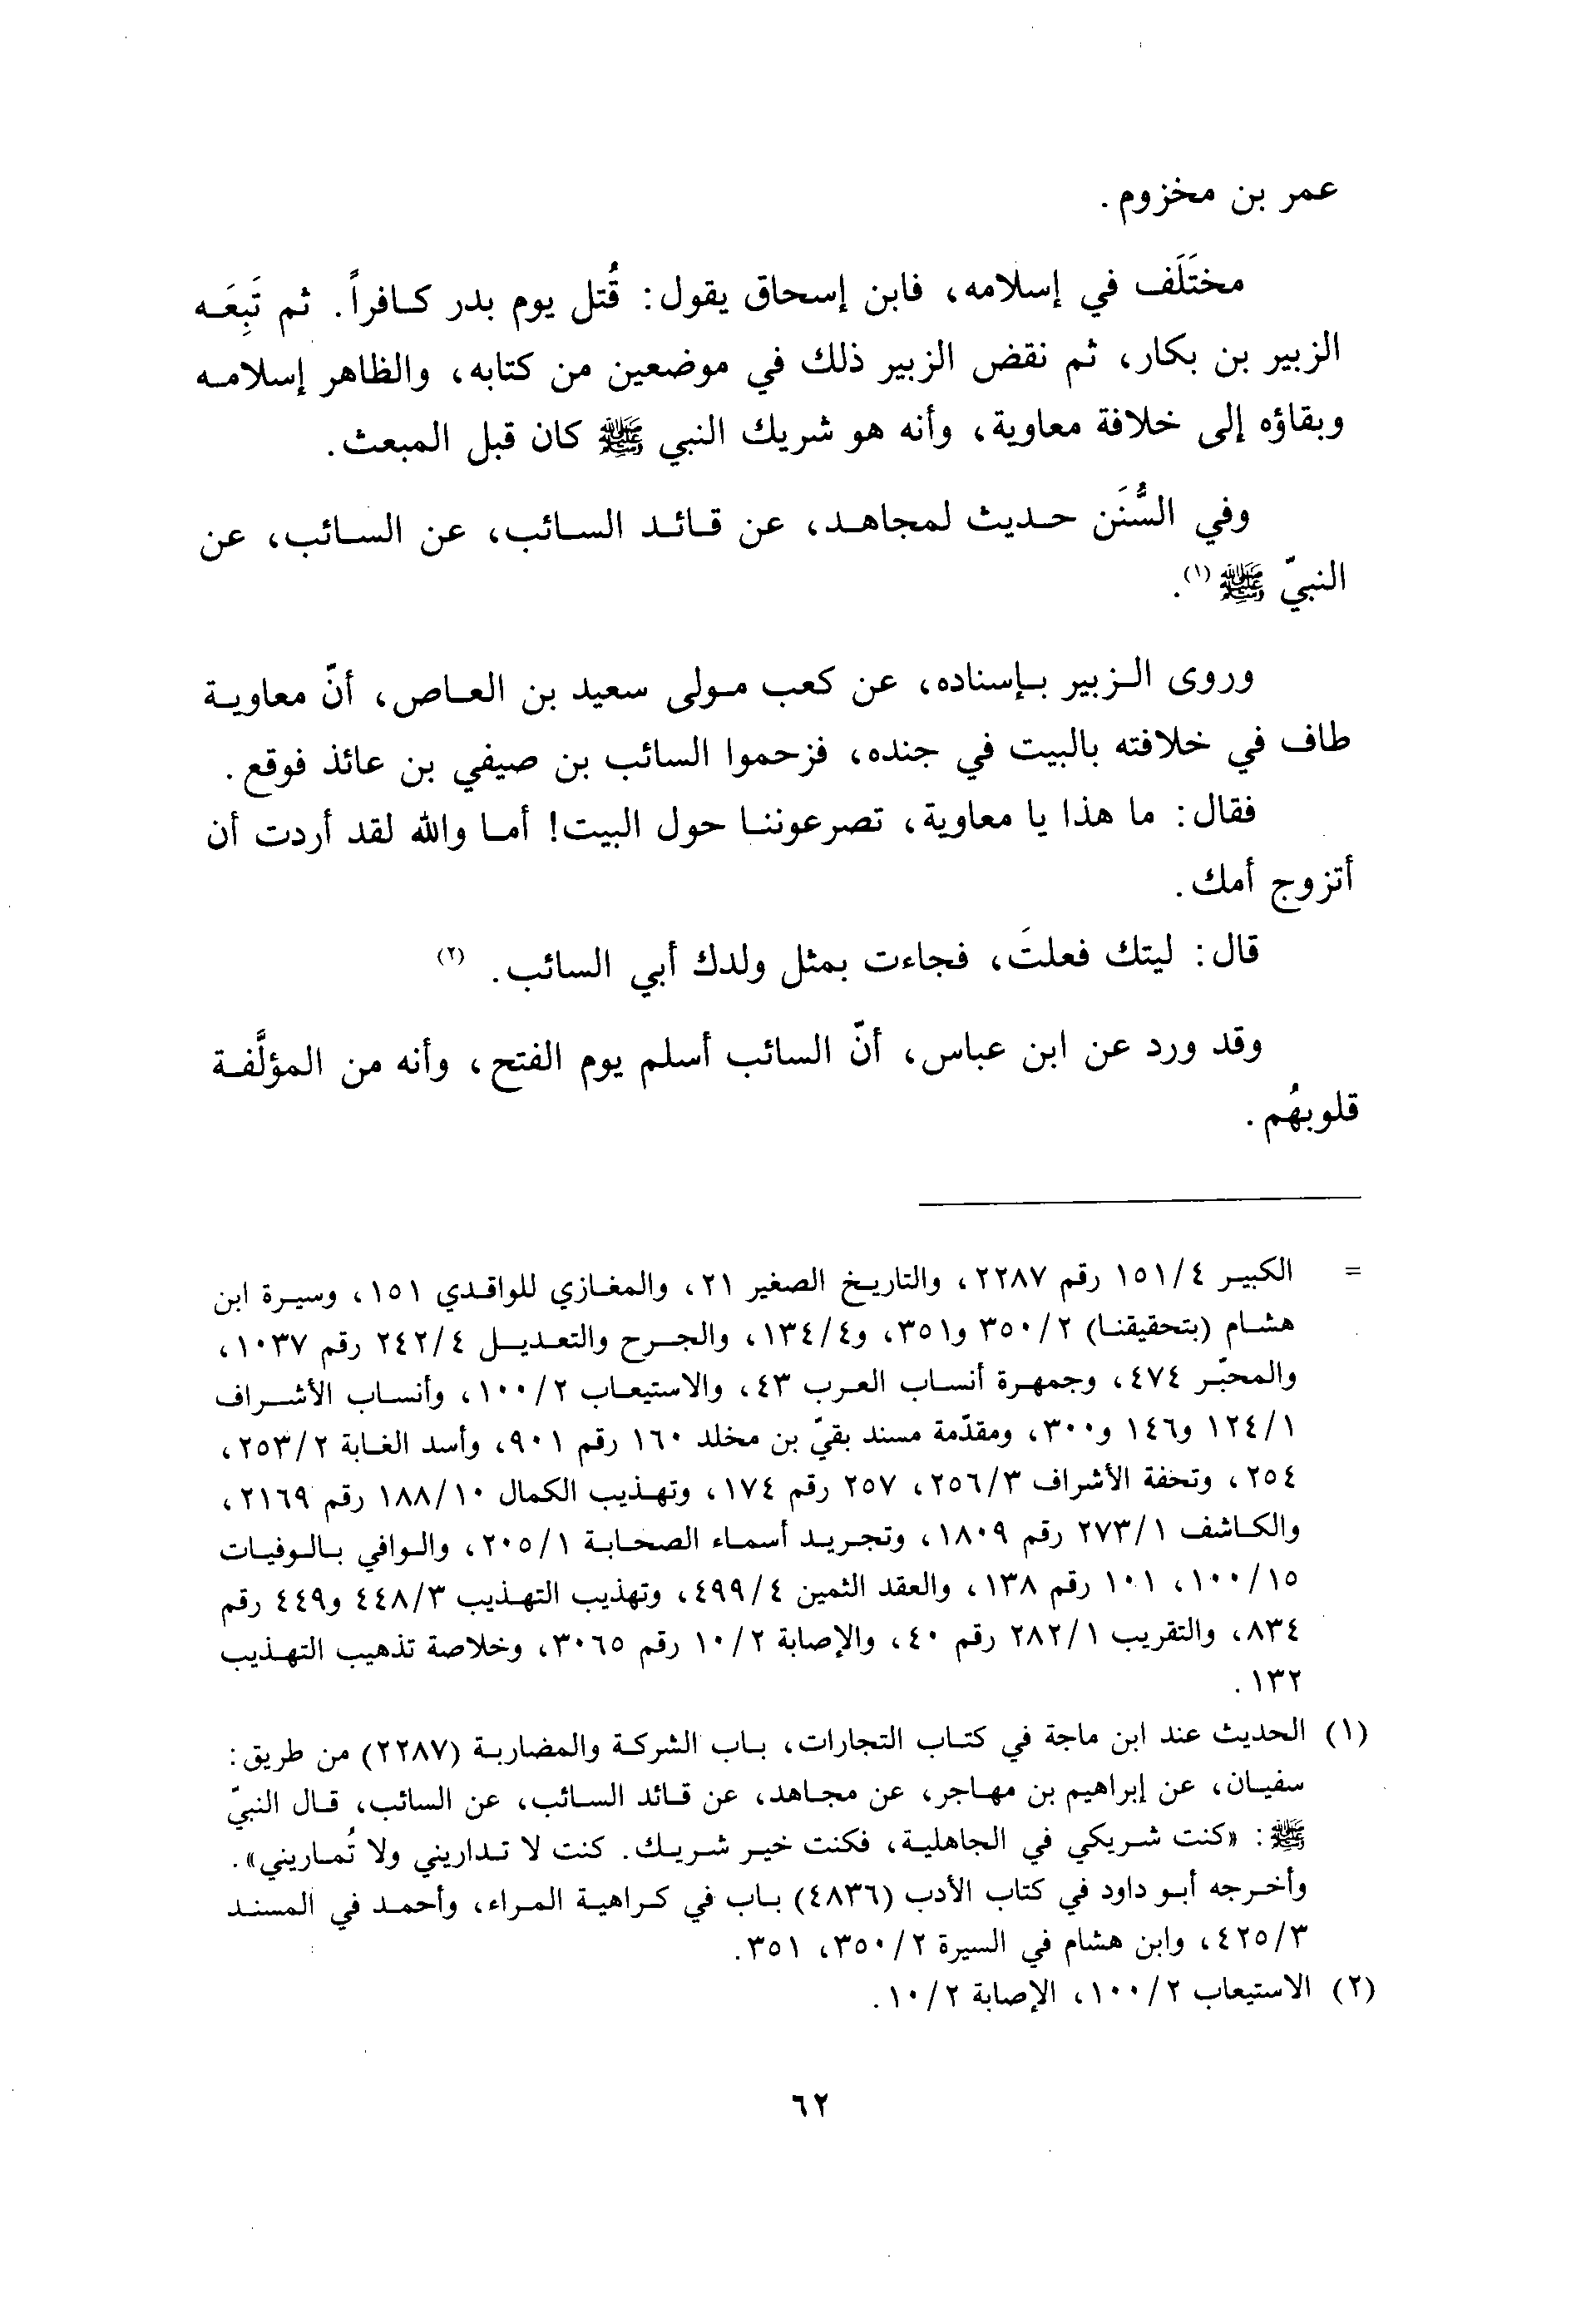 عمر بن مخزوم.
مختَلَف في إسلامه، فابن إسحاق يقول: قُتل يوم بدر كافراً. ثم تَبِعَه
الزبير بن بكار، ثم نقض الزبير ذلك في موضعين من كتابه، والظاهر إسلامه
وبقاؤه إلى خلافة معاوية، وأنه هو شريك النبي ﷺ كان قبل المبعث.
وفي السُّنَن حديث لمجاهد، عن قائد السائب، عن السائب، عن
النبيّ ﷺ (١).
وروى الزبير بإسناده، عن كعب مولى سعيد بن العاص، أنّ معاوية
طاف في خلافته بالبيت في جنده، فزحموا السائب بن صيفي بن عائذ فوقع.
فقال: ما هذا يا معاوية، تصرعوننا حول البيت! أما والله لقد أردت أن
أتزوج أمك.
قال: ليتك فعلتَ، فجاءت بمثل ولدك أبي السائب. (٢)
وقد ورد عن ابن عباس، أنّ السائب أسلم يوم الفتح، وأنه من المؤلَّفة
قلوبهُم.
= الكبير ٤/١٥١ رقم ٢٢٨٧، والتاريخ الصغير ٢١، والمغازي للواقدي ١٥١، وسيرة ابن
هشام (بتحقيقنا) ٢/٣٥٠ و٣٥١، و٤/١٣٤، والجرح والتعديل ٤/٢٤٢ رقم ١٠٣٧،
والمحبّر ٤٧٤، وجمهرة أنساب العرب ٤٣، والاستيعاب ٢/١٠٠، وأنساب الأشراف
١/١٢٤ و١٤٦ و٣٠٠، ومقدّمة مسند بقيّ بن مخلد ١٦٠ رقم ٩٠١، وأسد الغابة ٢/٢٥٣،
٢٥٤، وتحفة الأشراف ٣/٢٥٦، ٢٥٧ رقم ١٧٤، وتهذيب الكمال ١٠/١٨٨ رقم ٢١٦٩،
والكاشف ١/٢٧٣ رقم ١٨٠٩، وتجريد أسماء الصحابة ١/٢٠٥، والوافي بالوفيات
١٥/١٠٠، ١٠١ رقم ١٣٨، والعقد الثمين ٤/٤٩٩، وتهذيب التهذيب ٣/٤٤٨ و٤٤٩ رقم
٨٣٤، والتقريب ١/٢٨٢ رقم ٤٠، والإصابة ٢/١٠ رقم ٣٠٦٥، وخلاصة تذهيب التهذيب
١٣٢.
(١) الحديث عند ابن ماجة في كتاب التجارات، باب الشركة والمضاربة (٢٢٨٧) من طريق:
سفيان، عن إبراهيم بن مهاجر، عن مجاهد، عن قائد السائب، عن السائب، قال النبيّ
ﷺ: «كنت شريكي في الجاهلية، فكنت خير شريك. كنت لا تداريني ولا تُماريني».
وأخرجه أبو داود في كتاب الأدب (٤٨٣٦) باب في كراهية المراء، وأحمد في المسند
٣/٤٢٥، وابن هشام في السيرة ٢/٣٥٠، ٣٥١.
(٢) الاستيعاب ٢/١٠٠، الإصابة ٢/١٠.
٦٢